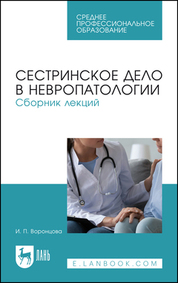 СРЕДНЕЕ
ПРОФЕССИОНАЛЬНОЕ
ОБРАЗОВАНИЕ
СЕСТРИНСКОЕ ДЕЛО
В НЕВРОПАТОЛОГИИ
Сборник лекций
И. П. Воронцова
ЛАНЬ
E.LANBOOK.COM